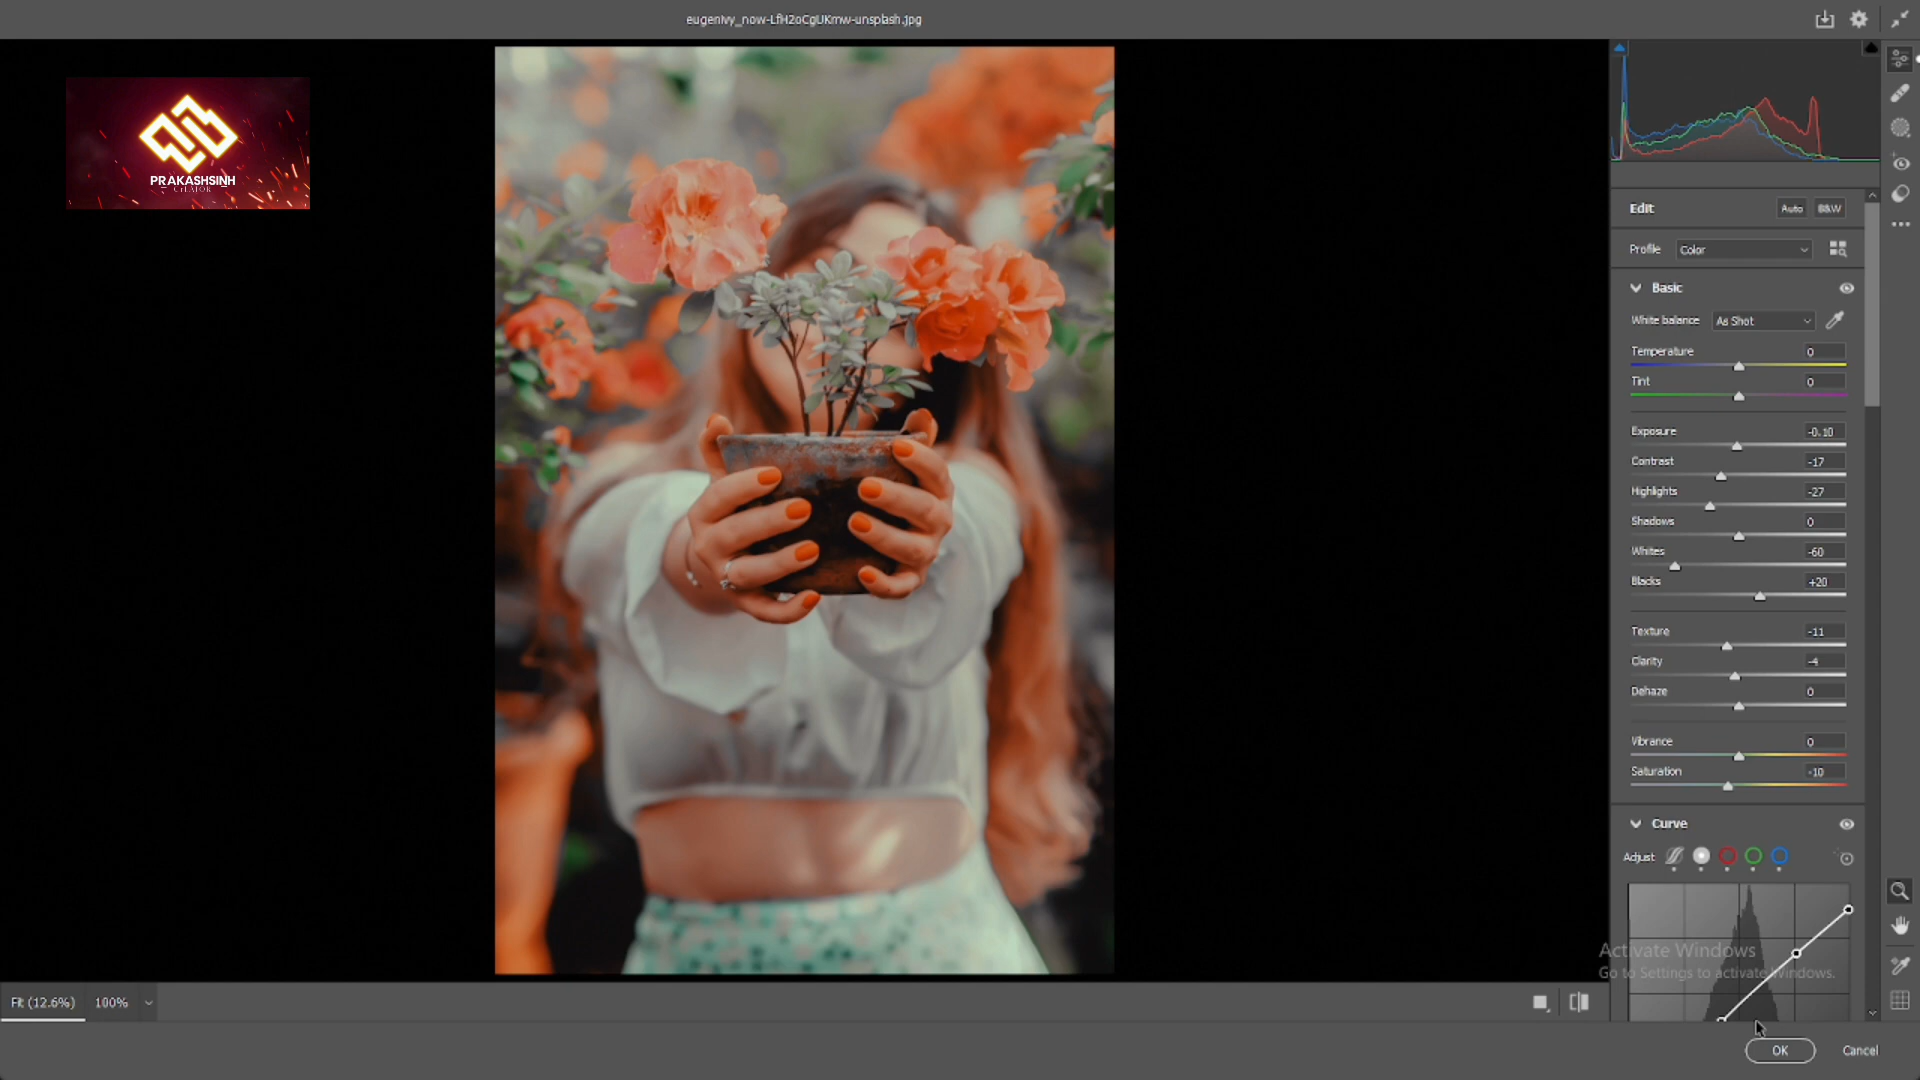 eugenivy_now-LfH2oCgUKmw-unsplash.jpg
PRAKASHSINH
CREATOR
Edit
Auto
B&W
Profile
Color
Basic
White balance
As Shot
Temperature
0
Tint
0
Exposure
-0.10
Contrast
-17
Highlights
-27
Shadows
0
Whites
-60
Blacks
+20
Texture
-11
Clarity
-4
Dehaze
0
Vibrance
0
Saturation
-10
Curve
Adjust
Activate Windows
Go to Settings to activate Windows.
Fit (12.6%)
100%
OK
Cancel